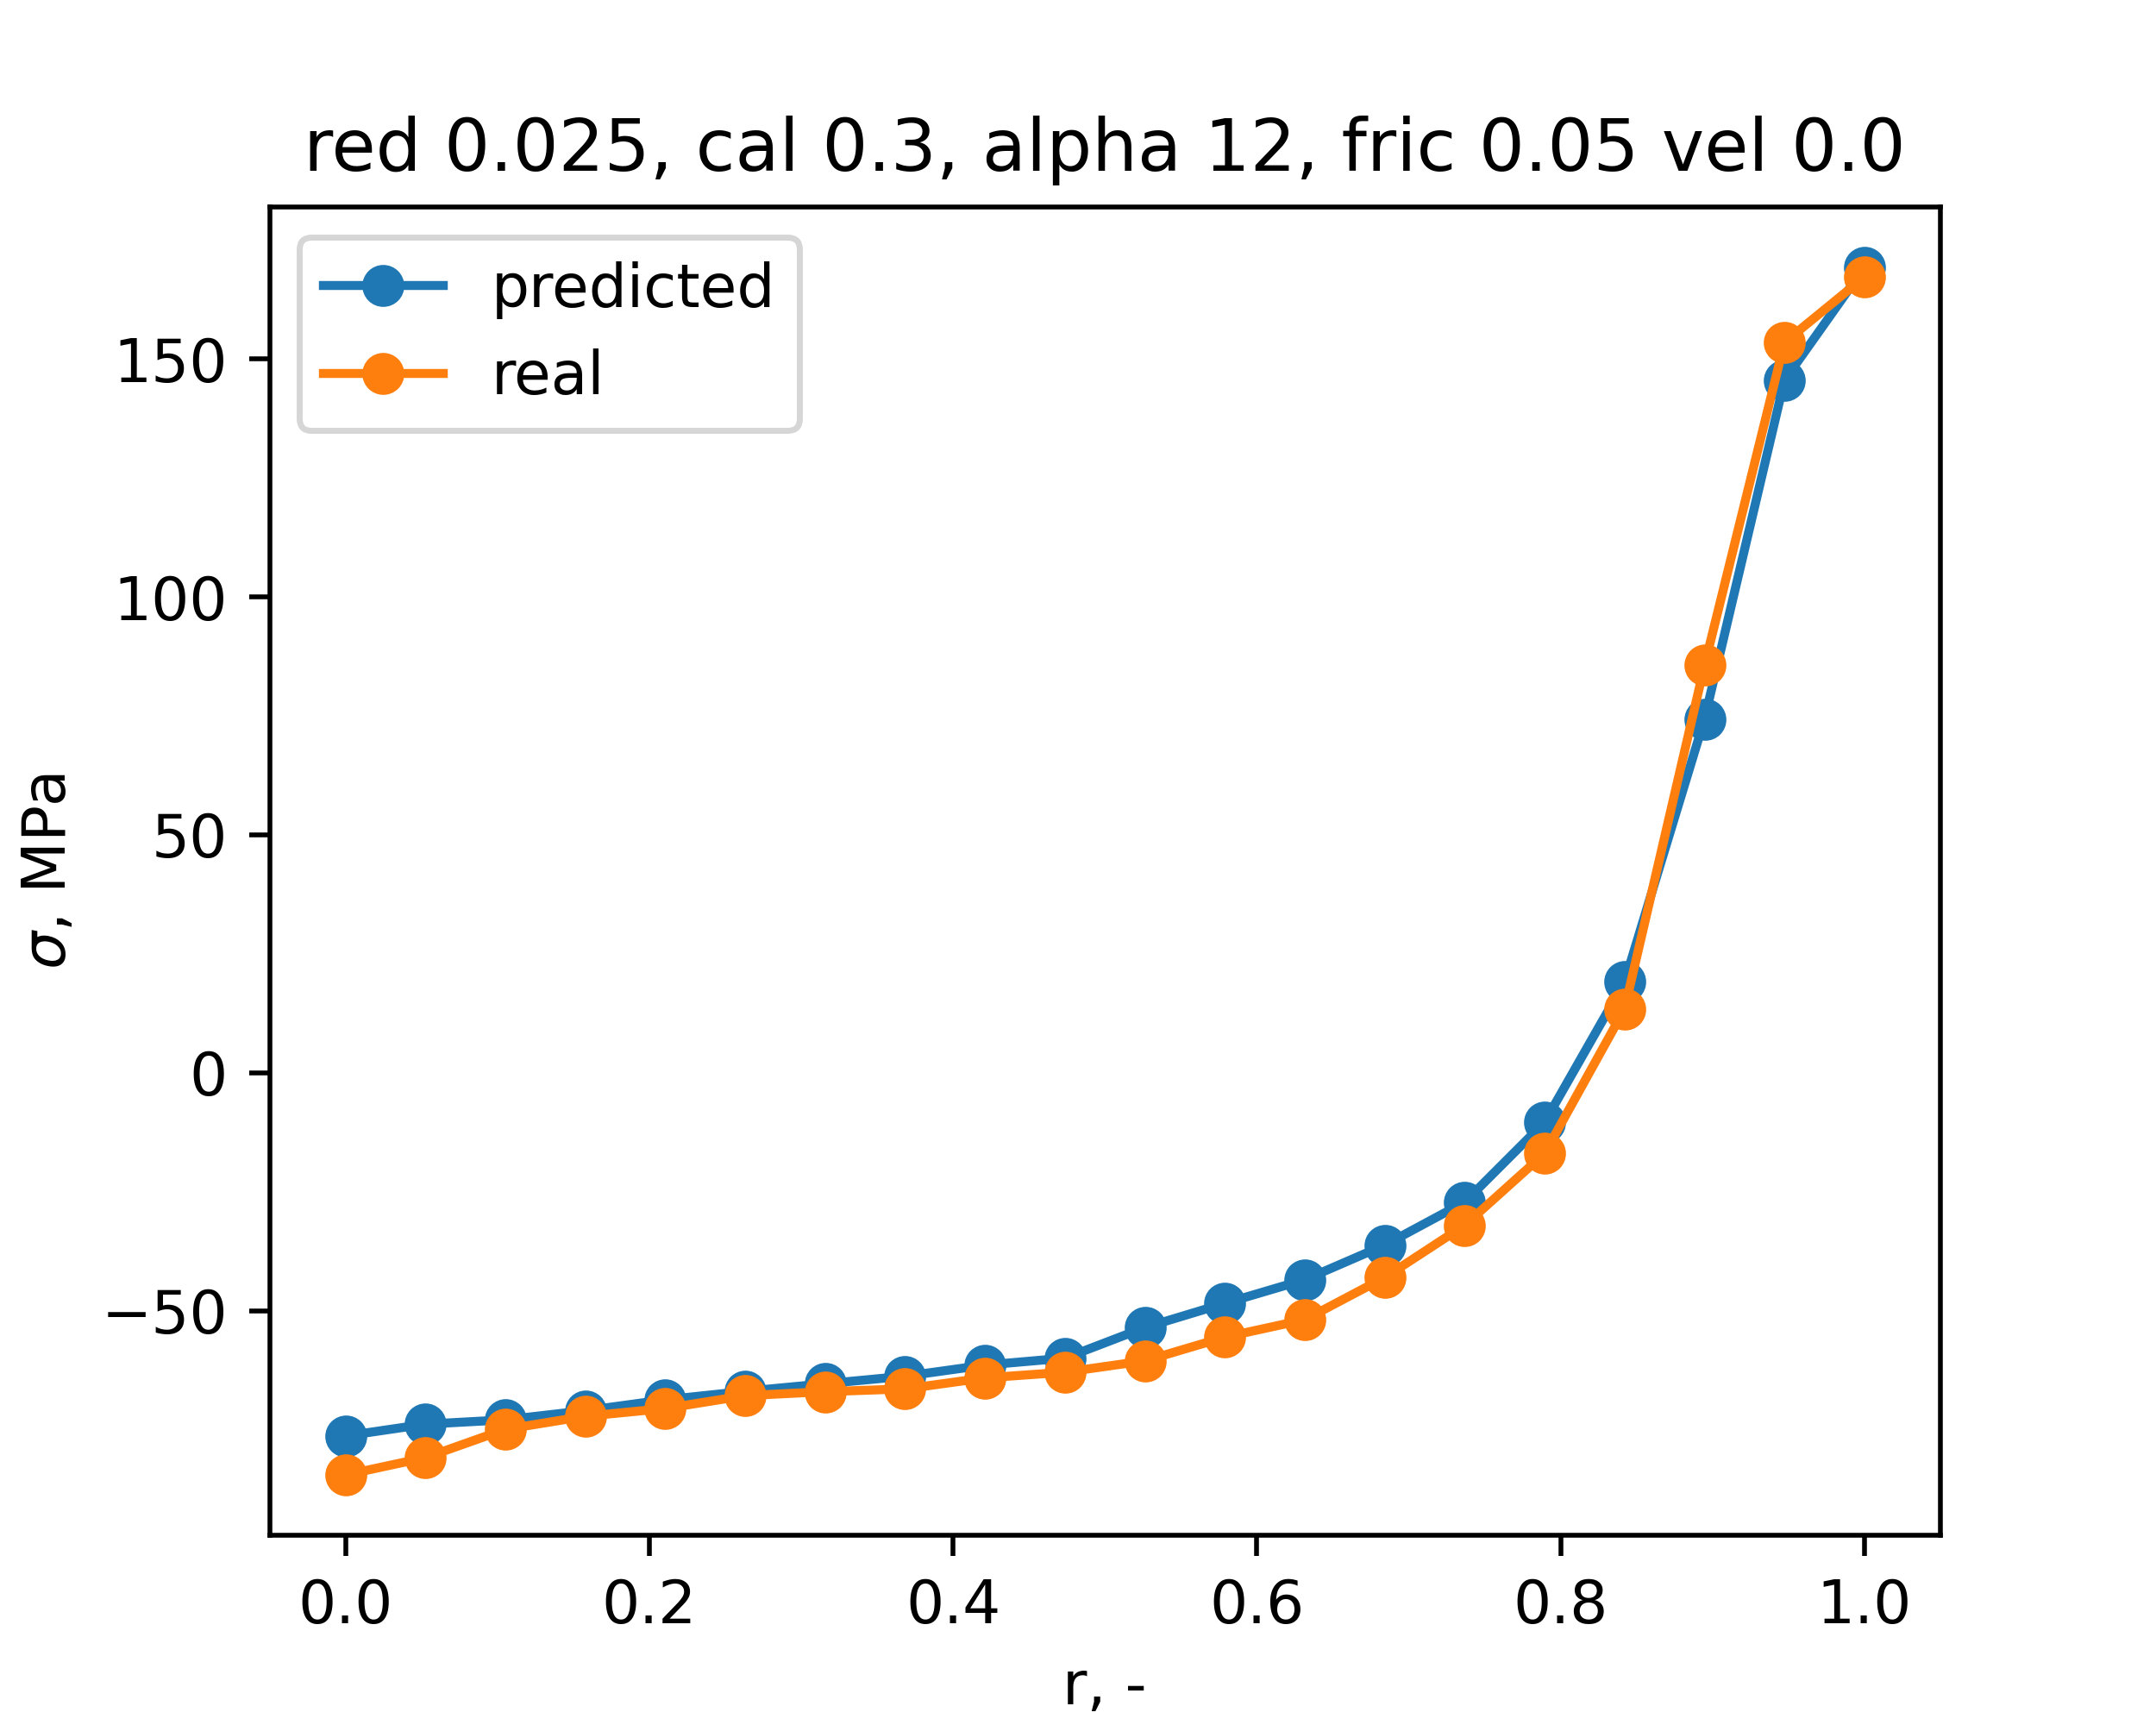 red 0.025, cal 0.3, alpha 12, fric 0.05 vel 0.0
predicted
real
150
100
50
0
−50
σ, MPa
0.0 0.2 0.4 0.6 0.8 1.0
r, -